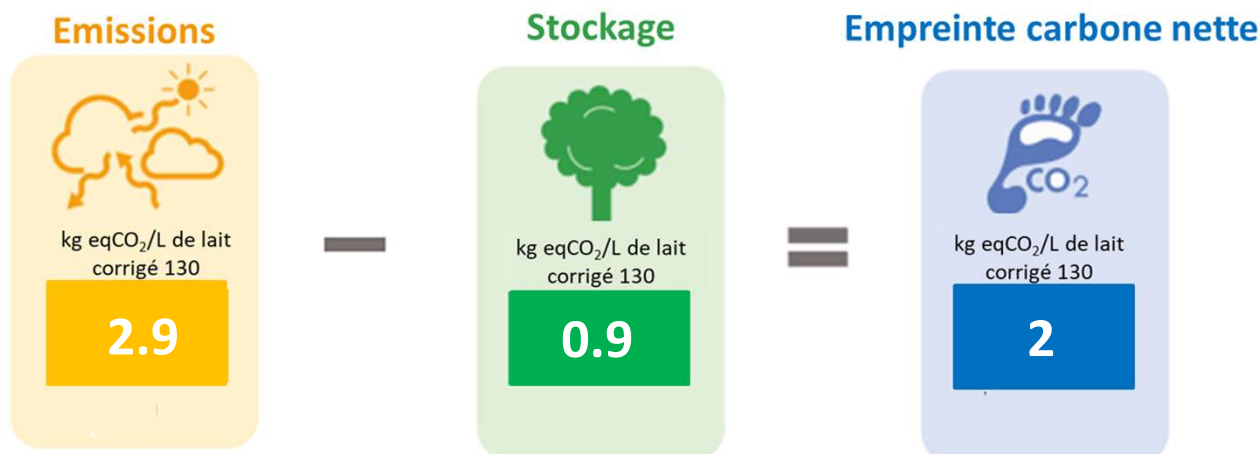 Emissions
Stockage
Empreinte carbone nette
CO2
kg eqCO₂/L de lait
corrigé 130
2.9
kg eqCO₂/L de lait
corrigé 130
0.9
kg eqCO₂/L de lait
corrigé 130
2